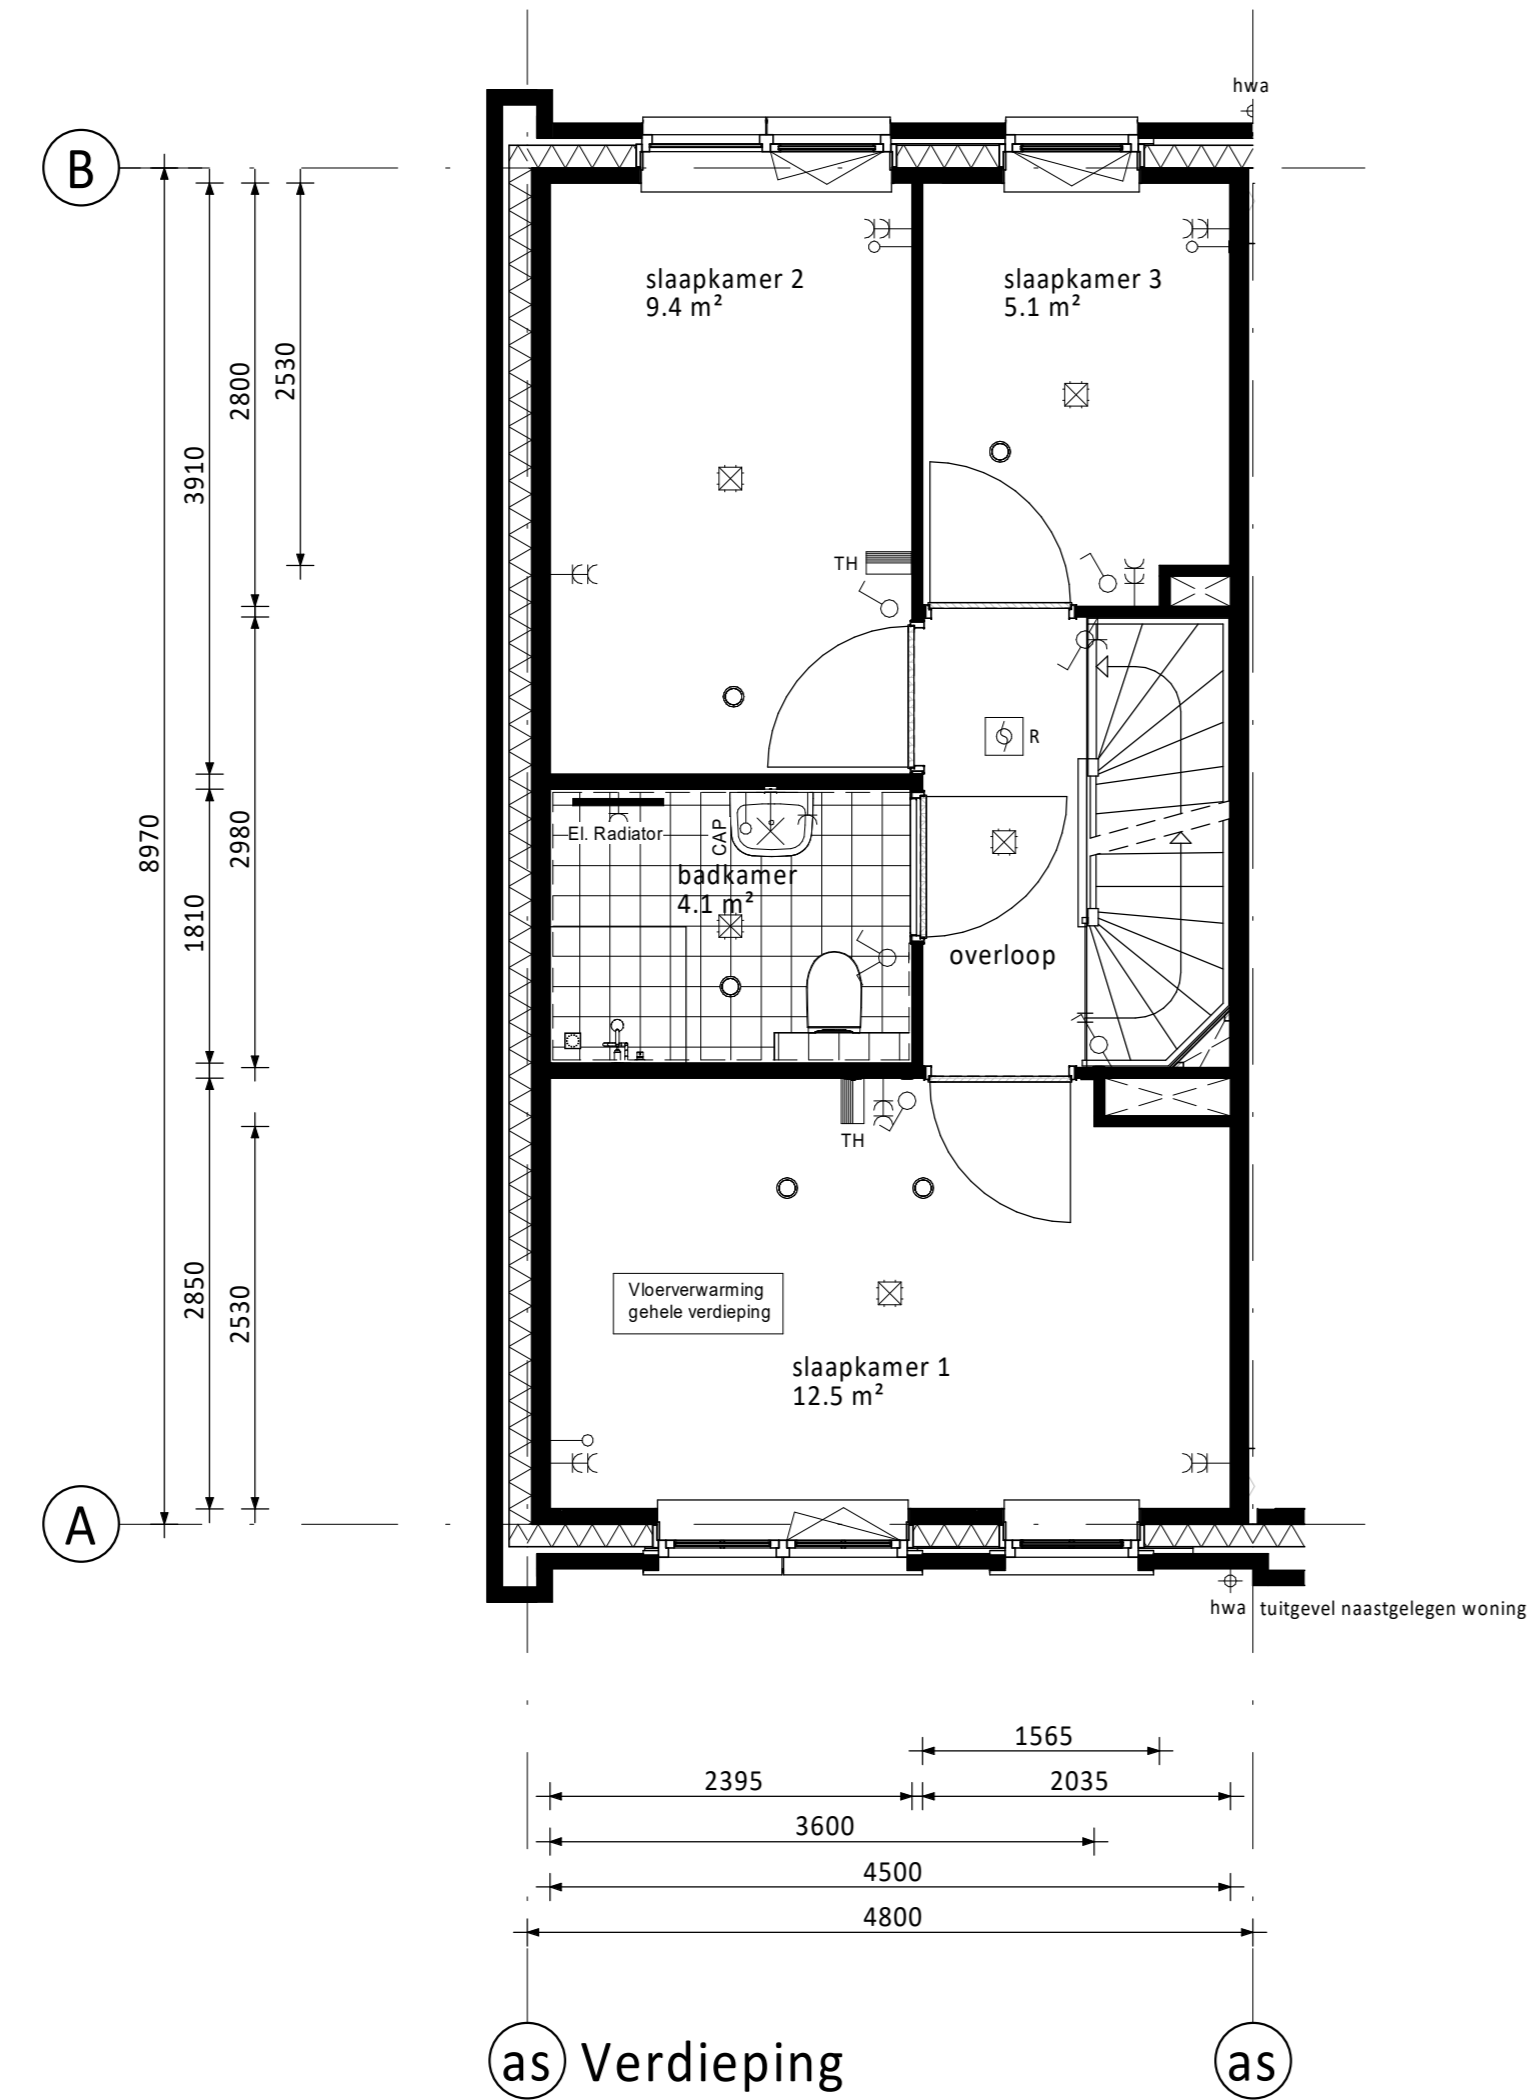 hwa
B
slaapkamer 2
9.4 m²
slaapkamer 3
5.1 m²
2530
2800
3910
TH
R
8970
2980
1810
El. Radiator
CAP
badkamer
4.1 m²
overloop
TH
2850
2530
Vloerverwarming
gehele verdieping
slaapkamer 1
12.5 m²
A
hwa
tuitgevel naastgelegen woning
1565
2395
2035
3600
4500
4800
as
Verdieping
as